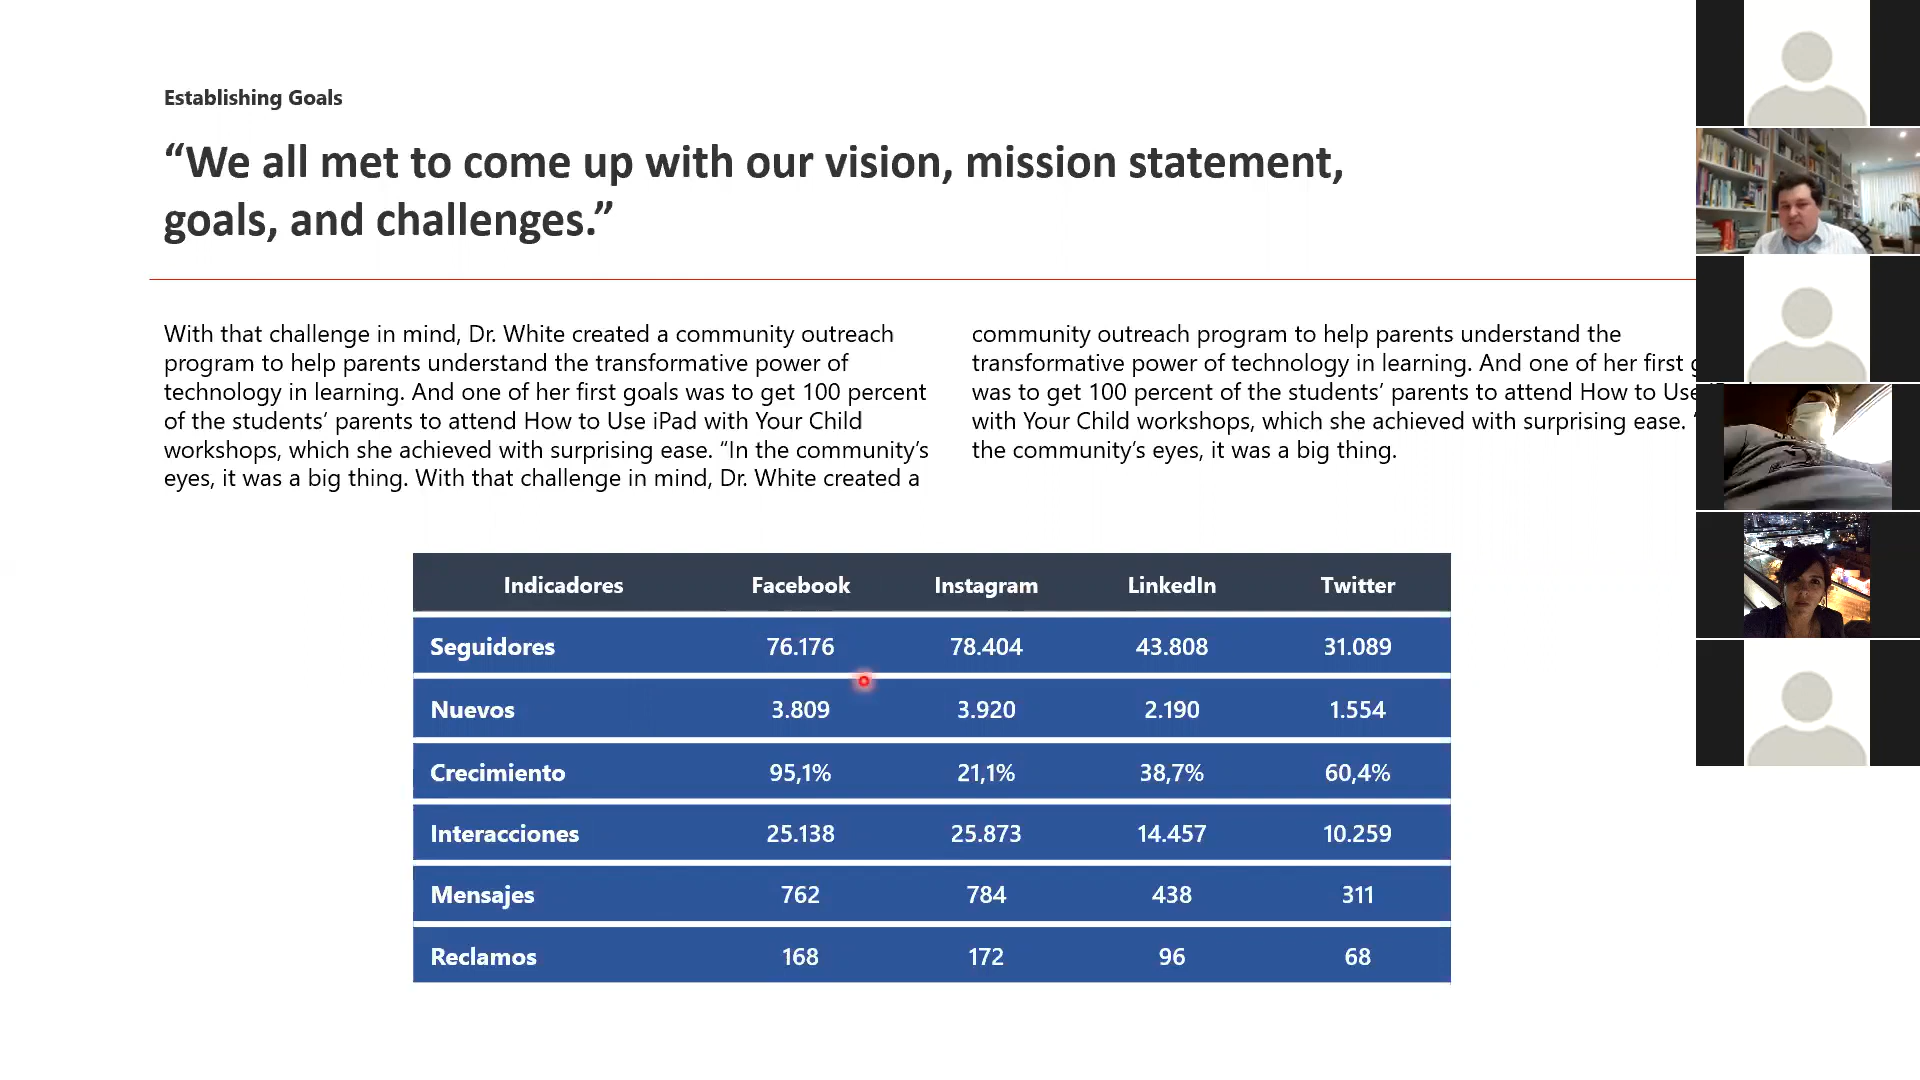 Establishing Goals
“We all met to come up with our vision, mission statement,
goals, and challenges.”
With that challenge in mind, Dr. White created a community outreach
program to help parents understand the transformative power of
technology in learning. And one of her first goals was to get 100 percent
of the students’ parents to attend How to Use iPad with Your Child
workshops, which she achieved with surprising ease. “In the community’s
eyes, it was a big thing. With that challenge in mind, Dr. White created a
community outreach program to help parents understand the
transformative power of technology in learning. And one of her first
was to get 100 percent of the students’ parents to attend How to Use
with Your Child workshops, which she achieved with surprising ease.
the community’s eyes, it was a big thing.
Indicadores Facebook Instagram LinkedIn Twitter
Seguidores 76.176 78.404 43.808 31.089
Nuevos 3.809 3.920 2.190 1.554
Crecimiento 95,1% 21,1% 38,7% 60,4%
Interacciones 25.138 25.873 14.457 10.259
Mensajes 762 784 438 311
Reclamos 168 172 96 68